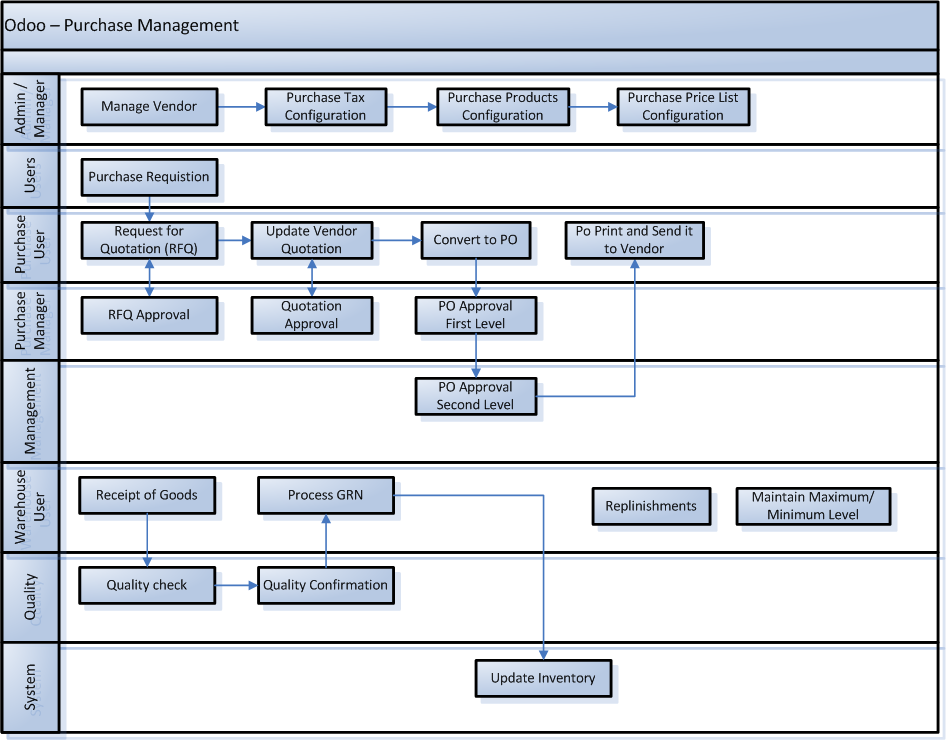 Odoo – Purchase Management
Admin /
Manager
Manage Vendor
Purchase Tax
Configuration
Purchase Products
Configuration
Purchase Price List
Configuration
Users
Purchase Requistion
Purchase
User
Request for
Quotation (RFQ)
Update Vendor
Quotation
Convert to PO
Po Print and Send it
to Vendor
Purchase
Manager
RFQ Approval
Quotation
Approval
PO Approval
First Level
Management
PO Approval
Second Level
Warehouse
User
Receipt of Goods
Process GRN
Replinishments
Maintain Maximum/
Minimum Level
Quality
Quality check
Quality Confirmation
System
Update Inventory